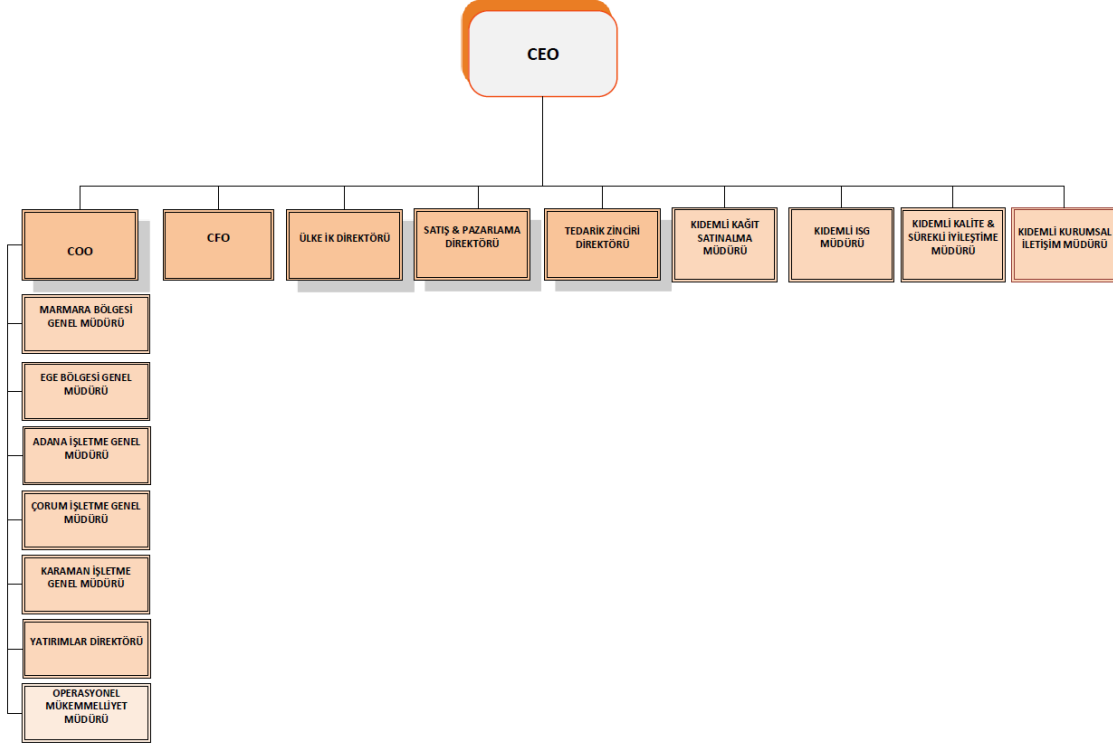 CEO
COO
CFO
ÜLKE İK DİREKTÖRÜ
SATIŞ & PAZARLAMA
DİREKTÖRÜ
TEDARİK ZİNCİRİ
DİREKTÖRÜ
KIDEMLİ KAĞIT
SATINALMA
MÜDÜRÜ
KIDEMLİ ISG
MÜDÜRÜ
KIDEMLİ KALİTE &
SÜREKLİ İYİLEŞTİME
MÜDÜRÜ
KIDEMLİ KURUMSAL
İLETİŞİM MÜDÜRÜ
MARMARA BÖLGESİ
GENEL MÜDÜRÜ
EGE BÖLGESİ GENEL
MÜDÜRÜ
ADANA İŞLETME GENEL
MÜDÜRÜ
ÇORUM İŞLETME GENEL
MÜDÜRÜ
KARAMAN İŞLETME
GENEL MÜDÜRÜ
YATIRIMLAR DİREKTÖRÜ
OPERASYONEL
MÜKEMMELLİYET
MÜDÜRÜ